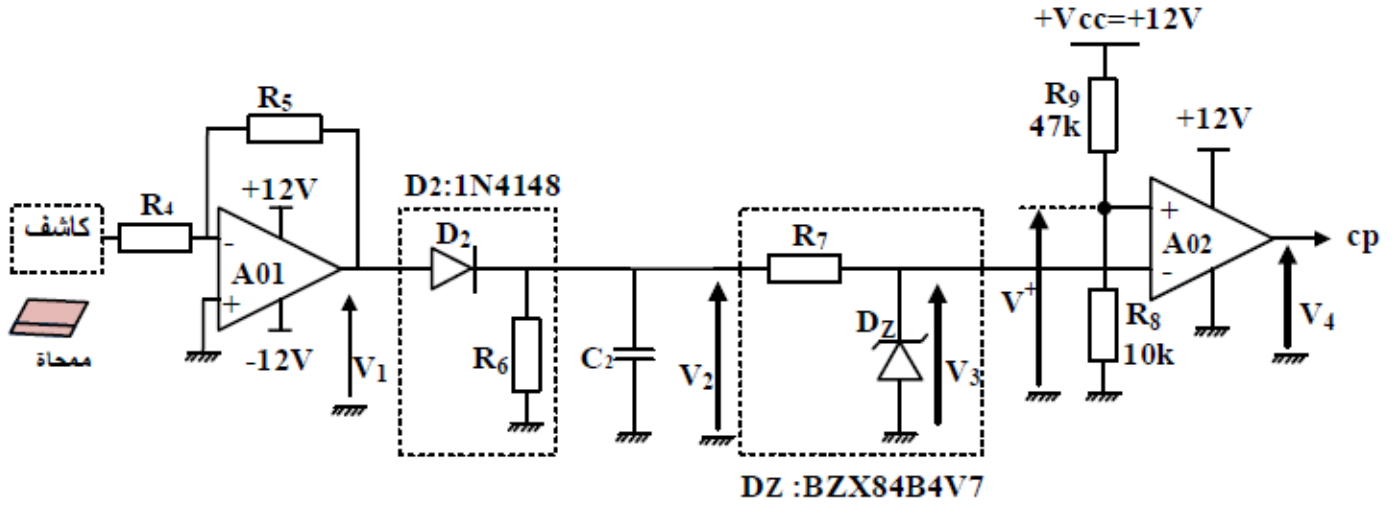 +Vcc=+12V
R9
47k
+12V
R5
D2:1N4148
+12V
R4
كاشف
D2
R7
+
A02
cp
-
A01
+
-
V+
R8
10k
V4
DZ
ممحاة
-12V
V1
R6
C2
V2
V3
DZ :BZX84B4V7